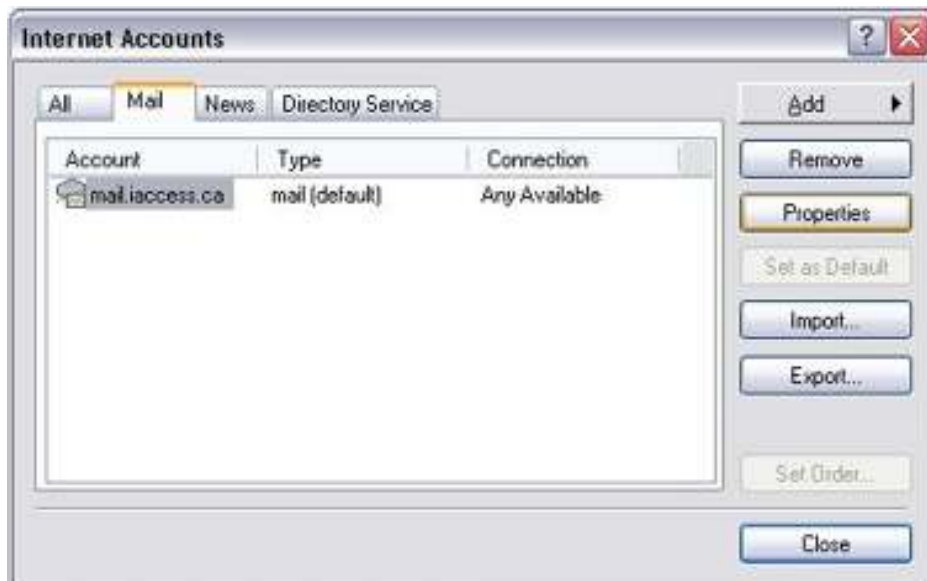 Internet Accounts
All Mail News Directory Service
Add
Account Type Connection
Remove
mail.iaccess.ca mail (default) Any Available
Properties
Set as Default
Import...
Export...
Set Order...
Close